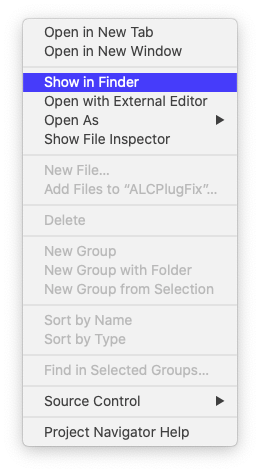 Open in New Tab
Open in New Window
Show in Finder
Open with External Editor
Open As
Show File Inspector
New File...
Add Files to “ALCPlugFix”...
Delete
New Group
New Group with Folder
New Group from Selection
Sort by Name
Sort by Type
Find in Selected Groups...
Source Control
Project Navigator Help